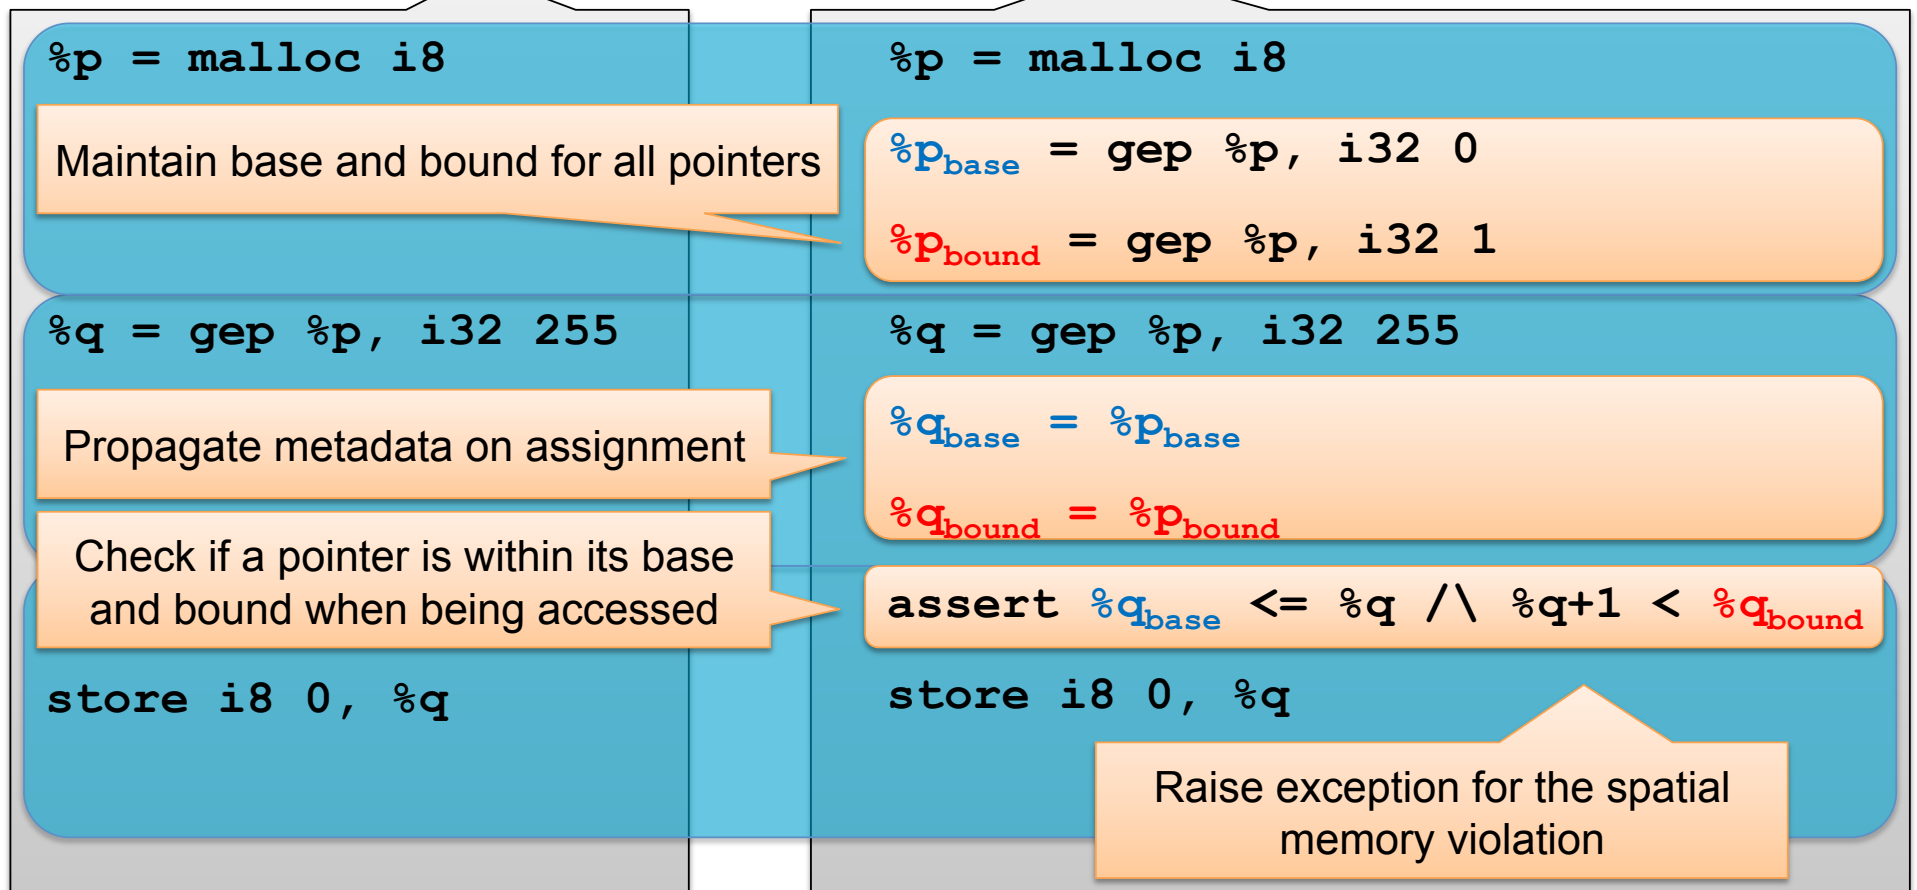 %p = malloc i8
Maintain base and bound for all pointers
%q = gep %p, i32 255
Propagate metadata on assignment
Check if a pointer is within its base
and bound when being accessed
store i8 0, %q
%p = malloc i8
%pbase = gep %p, i32 0
%pbound = gep %p, i32 1
%q = gep %p, i32 255
%qbase = %pbase
%qbound = %pbound
assert %qbase <= %q /\ %q+1 < %qbound
store i8 0, %q
Raise exception for the spatial
memory violation